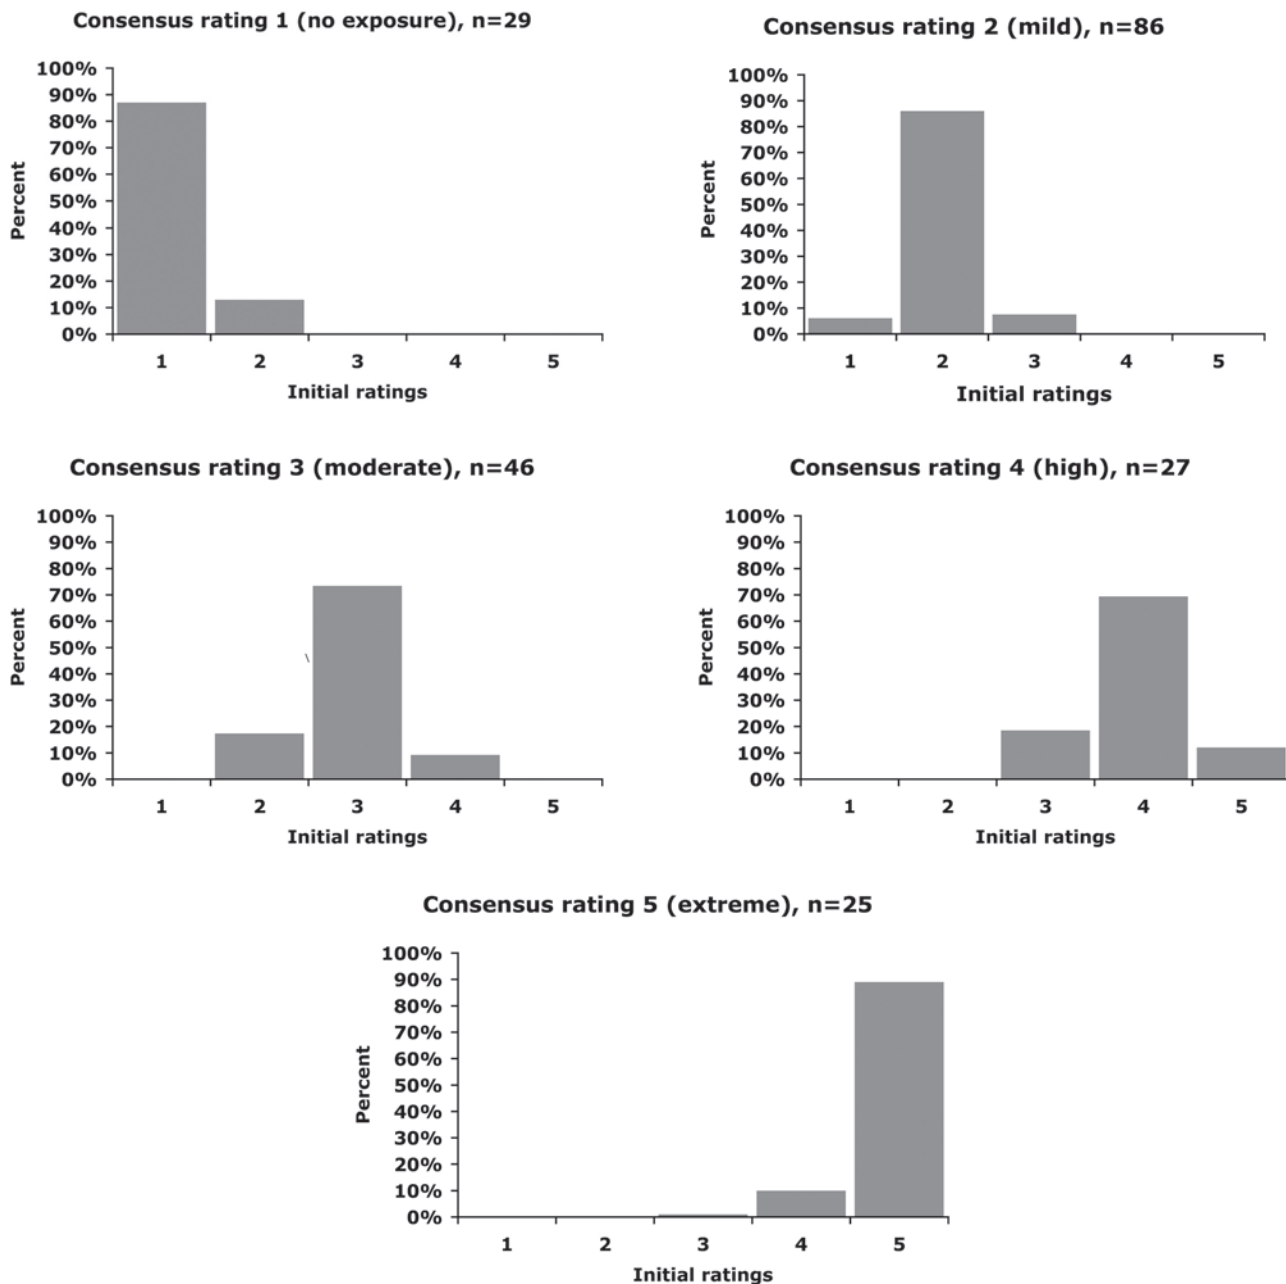 Consensus rating 1 (no exposure), n=29
100%
90%
80%
70%
60%
50%
40%
30%
20%
10%
0%
Percent
1 2 3 4 5
Initial ratings
Consensus rating 2 (mild), n=86
100%
90%
80%
70%
60%
50%
40%
30%
20%
10%
0%
Percent
1 2 3 4 5
Initial ratings
Consensus rating 3 (moderate), n=46
100%
90%
80%
70%
60%
50%
40%
30%
20%
10%
0%
Percent
\
1 2 3 4 5
Initial ratings
Consensus rating 4 (high), n=27
100%
90%
80%
70%
60%
50%
40%
30%
20%
10%
0%
Percent
1 2 3 4 5
Initial ratings
Consensus rating 5 (extreme), n=25
100%
90%
80%
70%
60%
50%
40%
30%
20%
10%
0%
Percent
1 2 3 4 5
Initial ratings